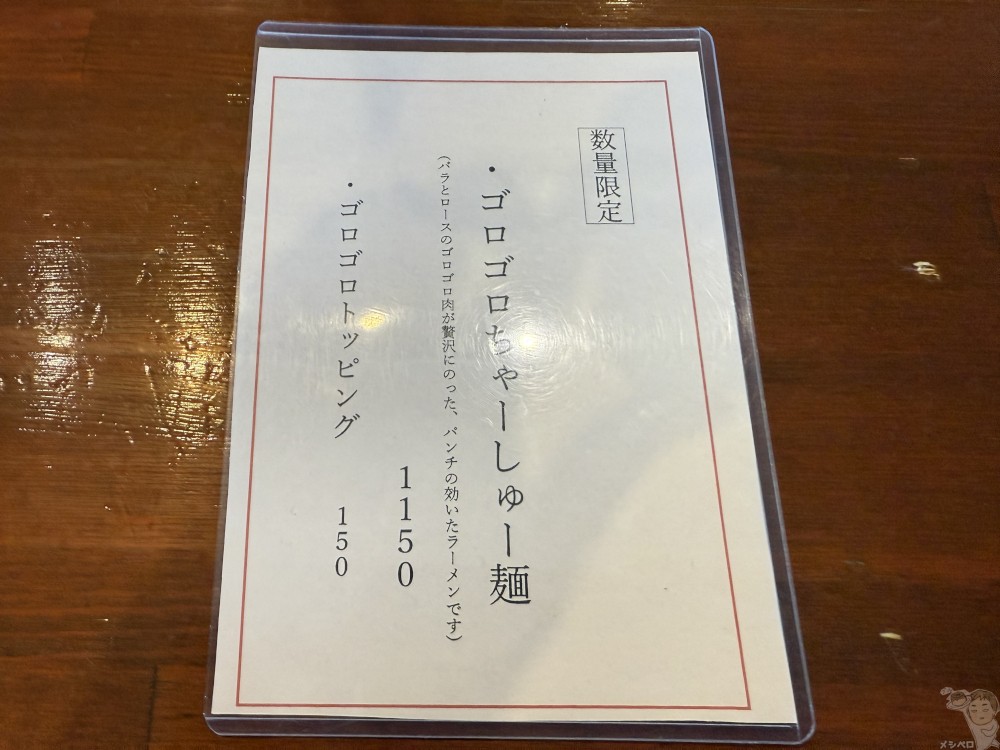 数量限定
・ゴロゴロちゃーしゅー麺
(バラとロースのゴロゴロ肉が贅沢にのった、パンチの効いたラーメンです)
1150
・ゴロゴロトッピング
150
メシペロ